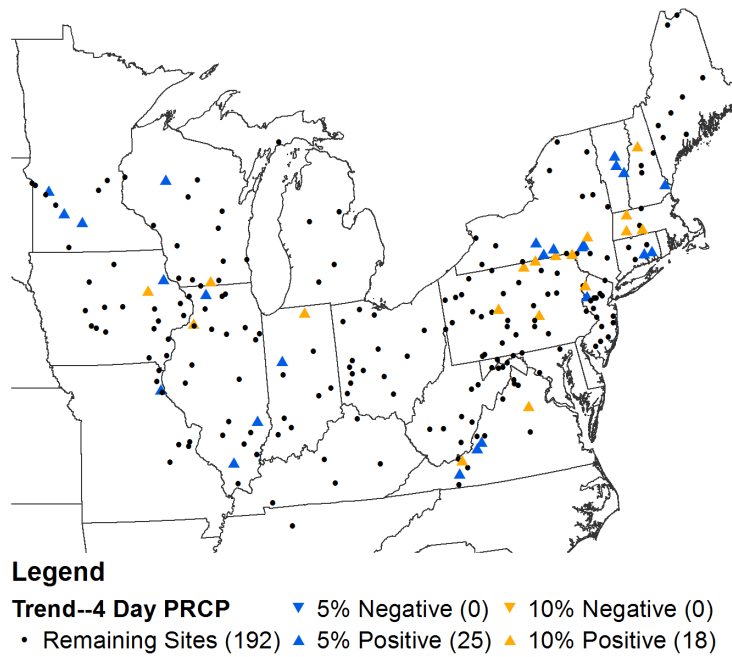 Legend
Trend--4 Day PRCP ▼ 5% Negative (0) ▼ 10% Negative (0)
• Remaining Sites (192) ▲ 5% Positive (25) ▲ 10% Positive (18)